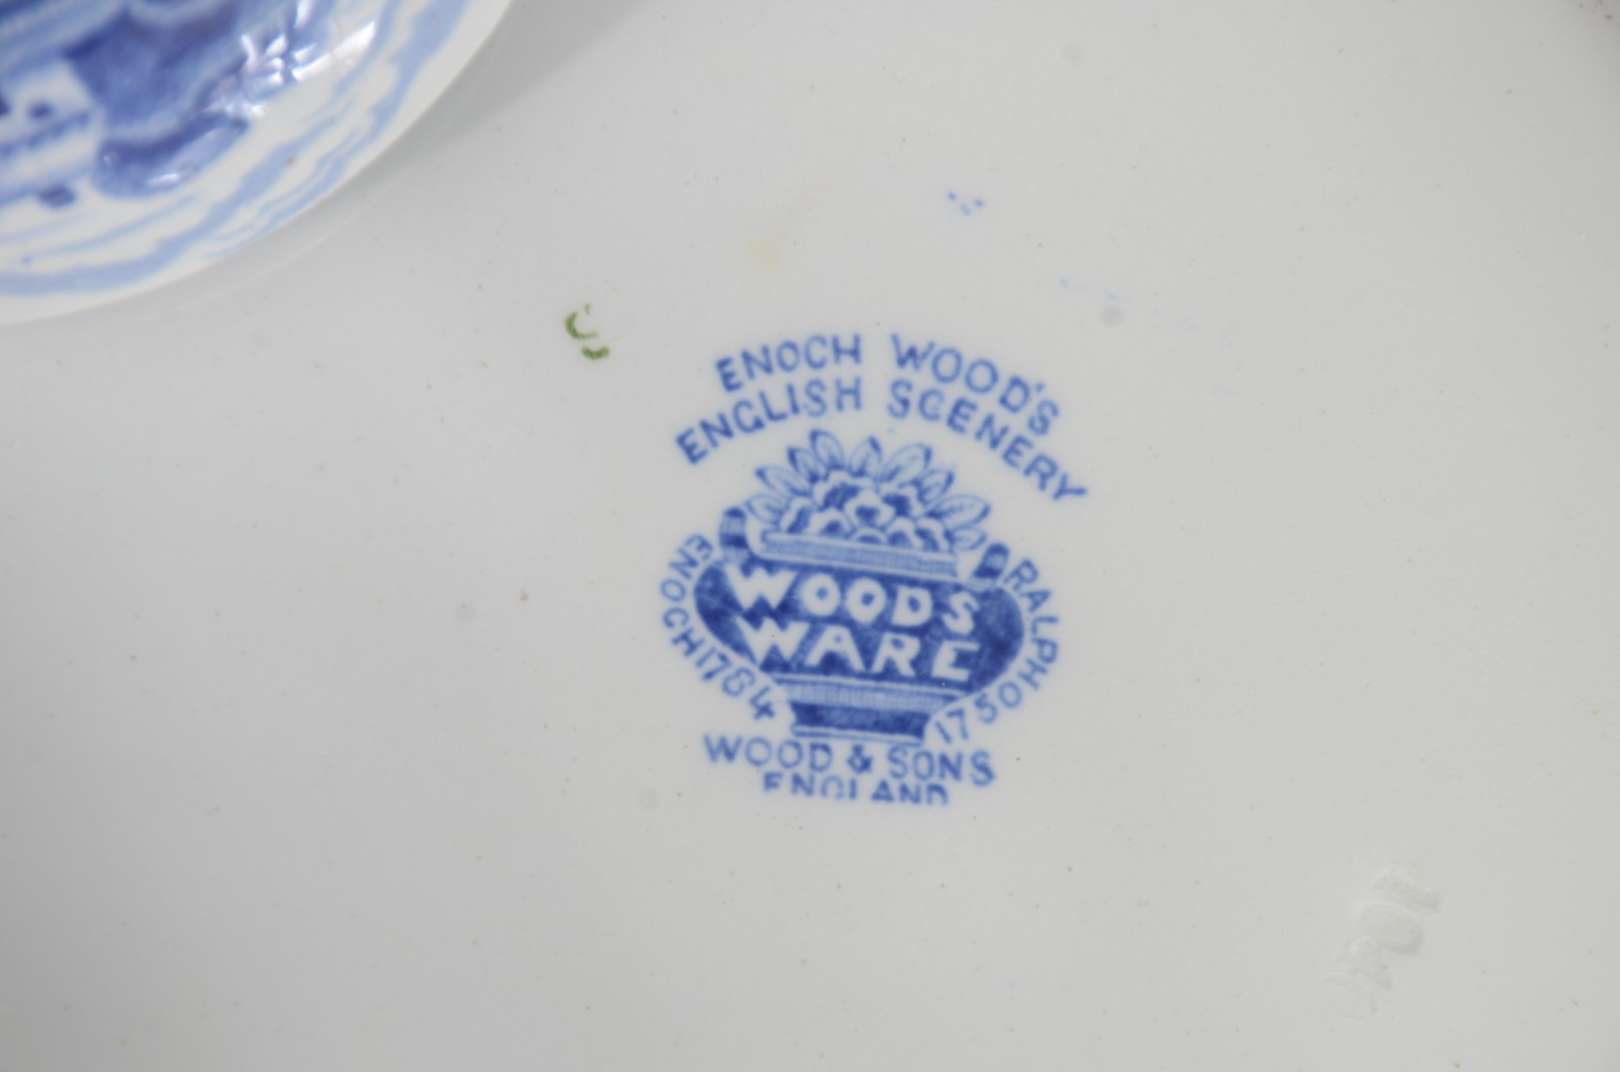 ENOCH WOOD'S
ENGLISH SCENERY
WOODS
WARE
ENOCH 1784
RALPH 1750
WOOD & SONS
ENGLAND